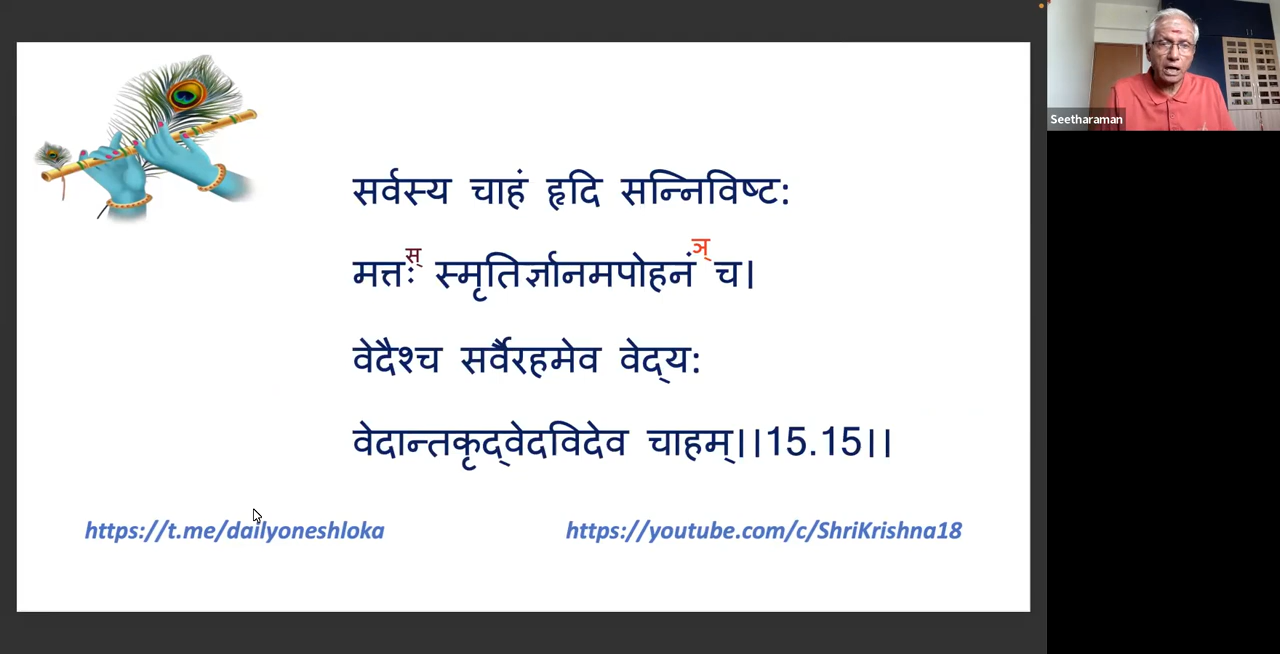 Seetharaman
सर्वस्य चाहं हृदि सन्निविष्ट:
स् ञ्
मत्तः स्मृतिर्ज्ञानमपोहनं च।
वेदैश्च सर्वैरहमेव वेद्य:
वेदान्तकृद्वेदविदेव चाहम्।।15.15।।
https://t.me/dailyoneshloka https://youtube.com/c/ShriKrishna18